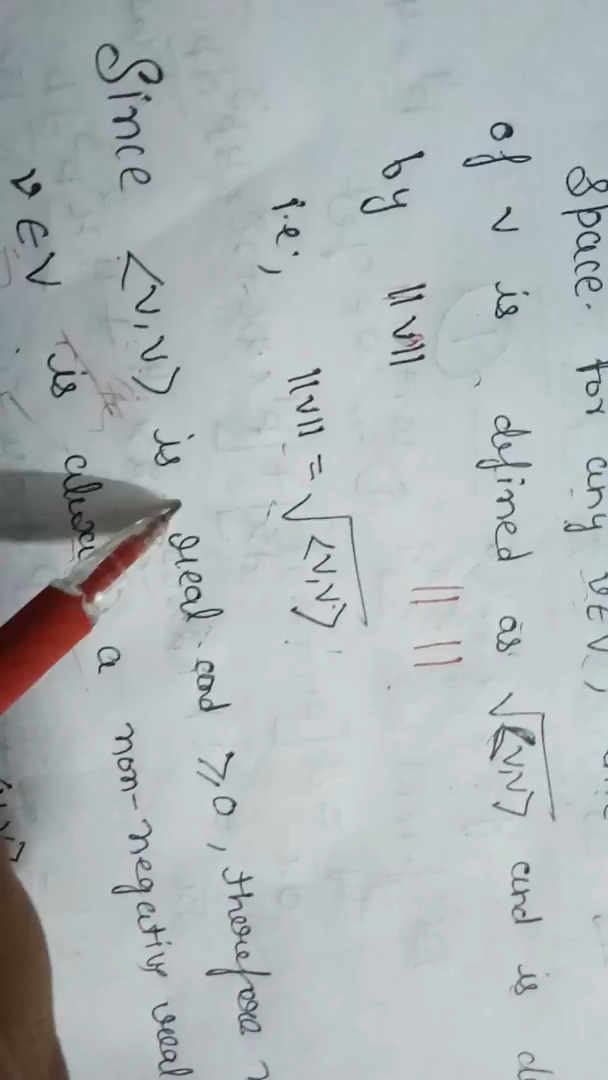 Space. for any v∈V,
of v is defined as √<v,v> and is
by ||v|| || ||
i.e; ||v|| = √<v,v>
Since <v,v> is real and ≥0, therefore
v∈V is a non-negative real